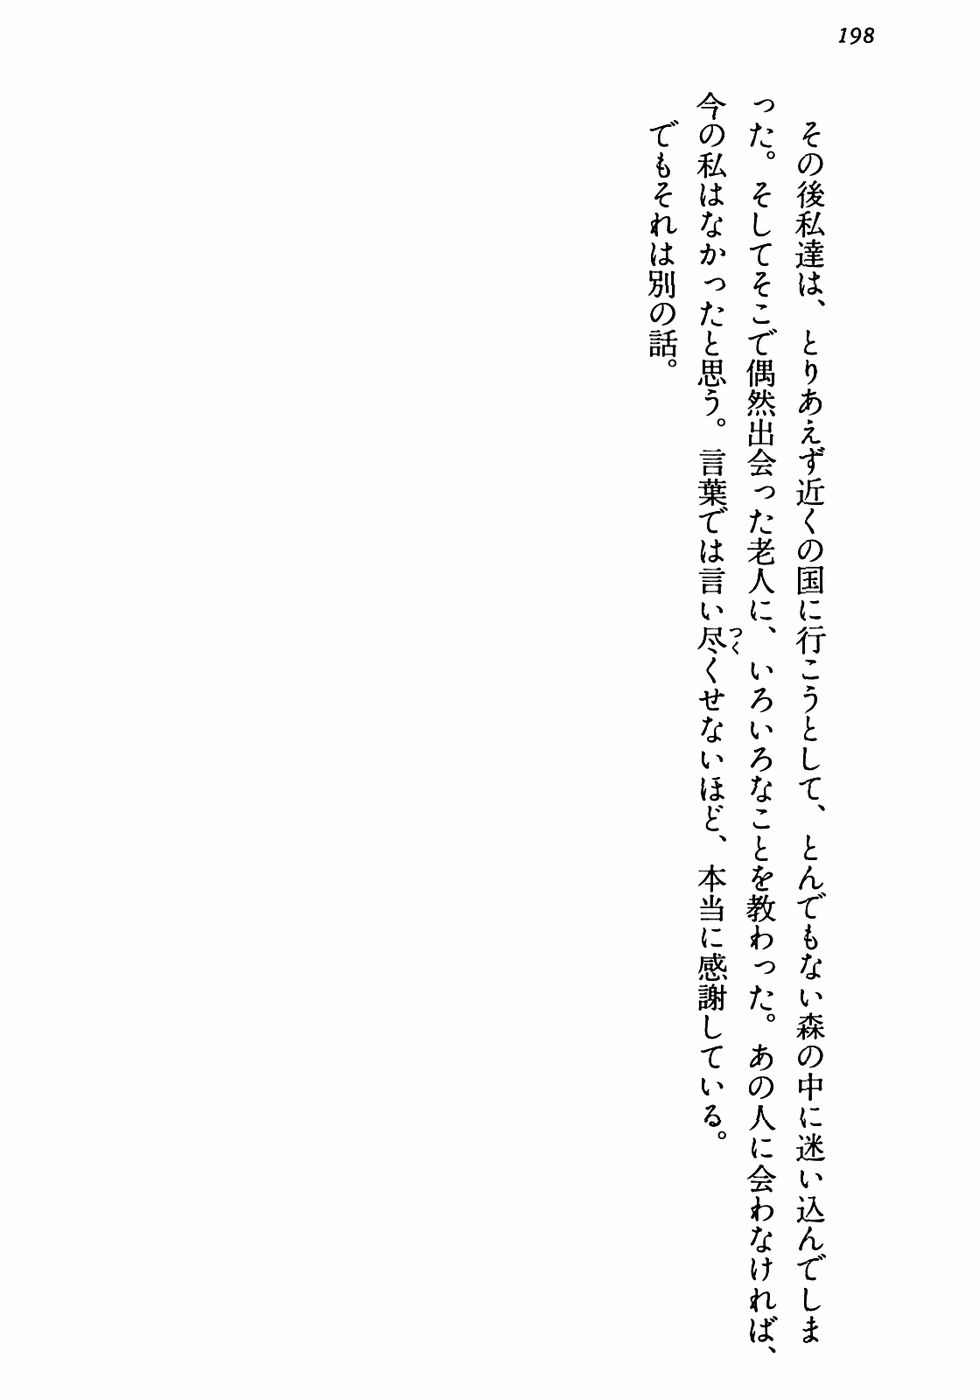 198
その後私達は、とりあえず近くの国に行こうとして、とんでもない森の中に迷い込んでしま
った。そしてそこで偶然出会った老人に、いろいろなことを教わった。あの人に会わなければ、
今の私はなかったと思う。言葉では言い尽くせないほど、本当に感謝している。
つく
でもそれは別の話。